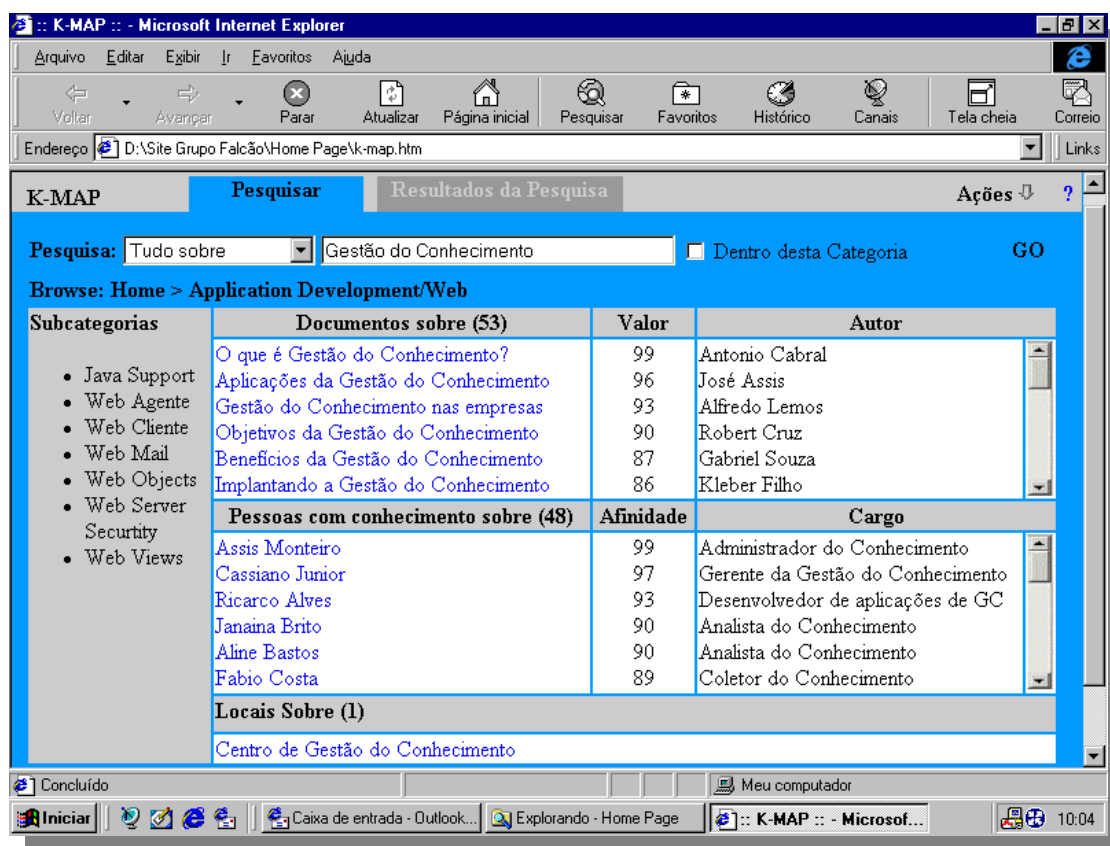 :: K-MAP :: - Microsoft Internet Explorer
Arquivo Editar Exibir Ir Favoritos Ajuda
Voltar Avançar Parar Atualizar Página inicial Pesquisar Favoritos Histórico Canais Tela cheia Correio
Endereço D:\Site Grupo Falcão\Home Page\k-map.htm Links
K-MAP Pesquisar Resultados da Pesquisa Ações ?
Pesquisa: Tudo sobre Gestão do Conhecimento Dentro desta Categoria GO
Browse: Home > Application Development/Web
Subcategorias
Java Support
Web Agente
Web Cliente
Web Mail
Web Objects
Web Server
Securtity
Web Views
Documentos sobre (53) Valor Autor
O que é Gestão do Conhecimento? 99 Antonio Cabral
Aplicações da Gestão do Conhecimento 96 José Assis
Gestão do Conhecimento nas empresas 93 Alfredo Lemos
Objetivos da Gestão do Conhecimento 90 Robert Cruz
Benefícios da Gestão do Conhecimento 87 Gabriel Souza
Implantando a Gestão do Conhecimento 86 Kleber Filho
Pessoas com conhecimento sobre (48) Afinidade Cargo
Assis Monteiro 99 Administrador do Conhecimento
Cassiano Junior 97 Gerente da Gestão do Conhecimento
Ricarco Alves 93 Desenvolvedor de aplicações de GC
Janaina Brito 90 Analista do Conhecimento
Aline Bastos 90 Analista do Conhecimento
Fabio Costa 89 Coletor do Conhecimento
Locais Sobre (1)
Centro de Gestão do Conhecimento
Concluído Meu computador
Iniciar Caixa de entrada - Outlook... Explorando - Home Page :: K-MAP :: - Microsof... 10:04